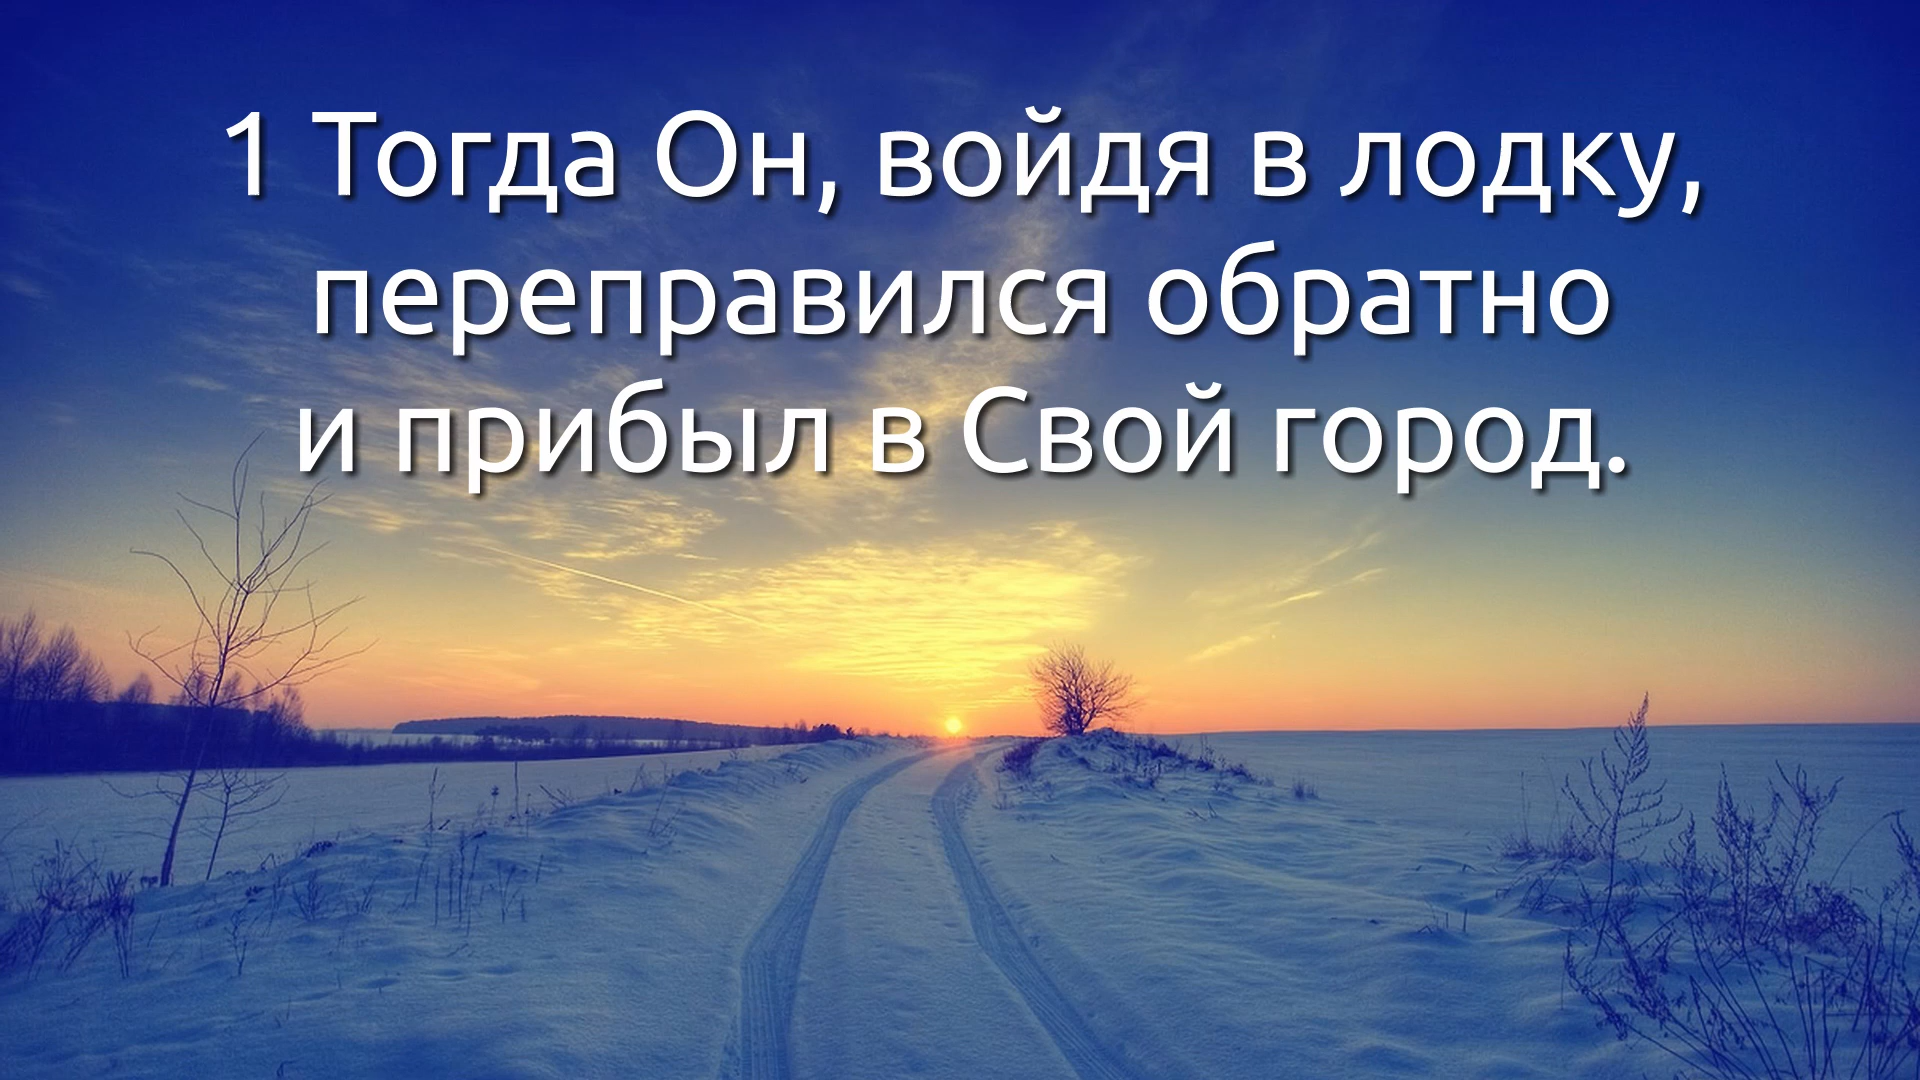 1 Тогда Он, войдя в лодку,
переправился обратно
и прибыл в Свой город.